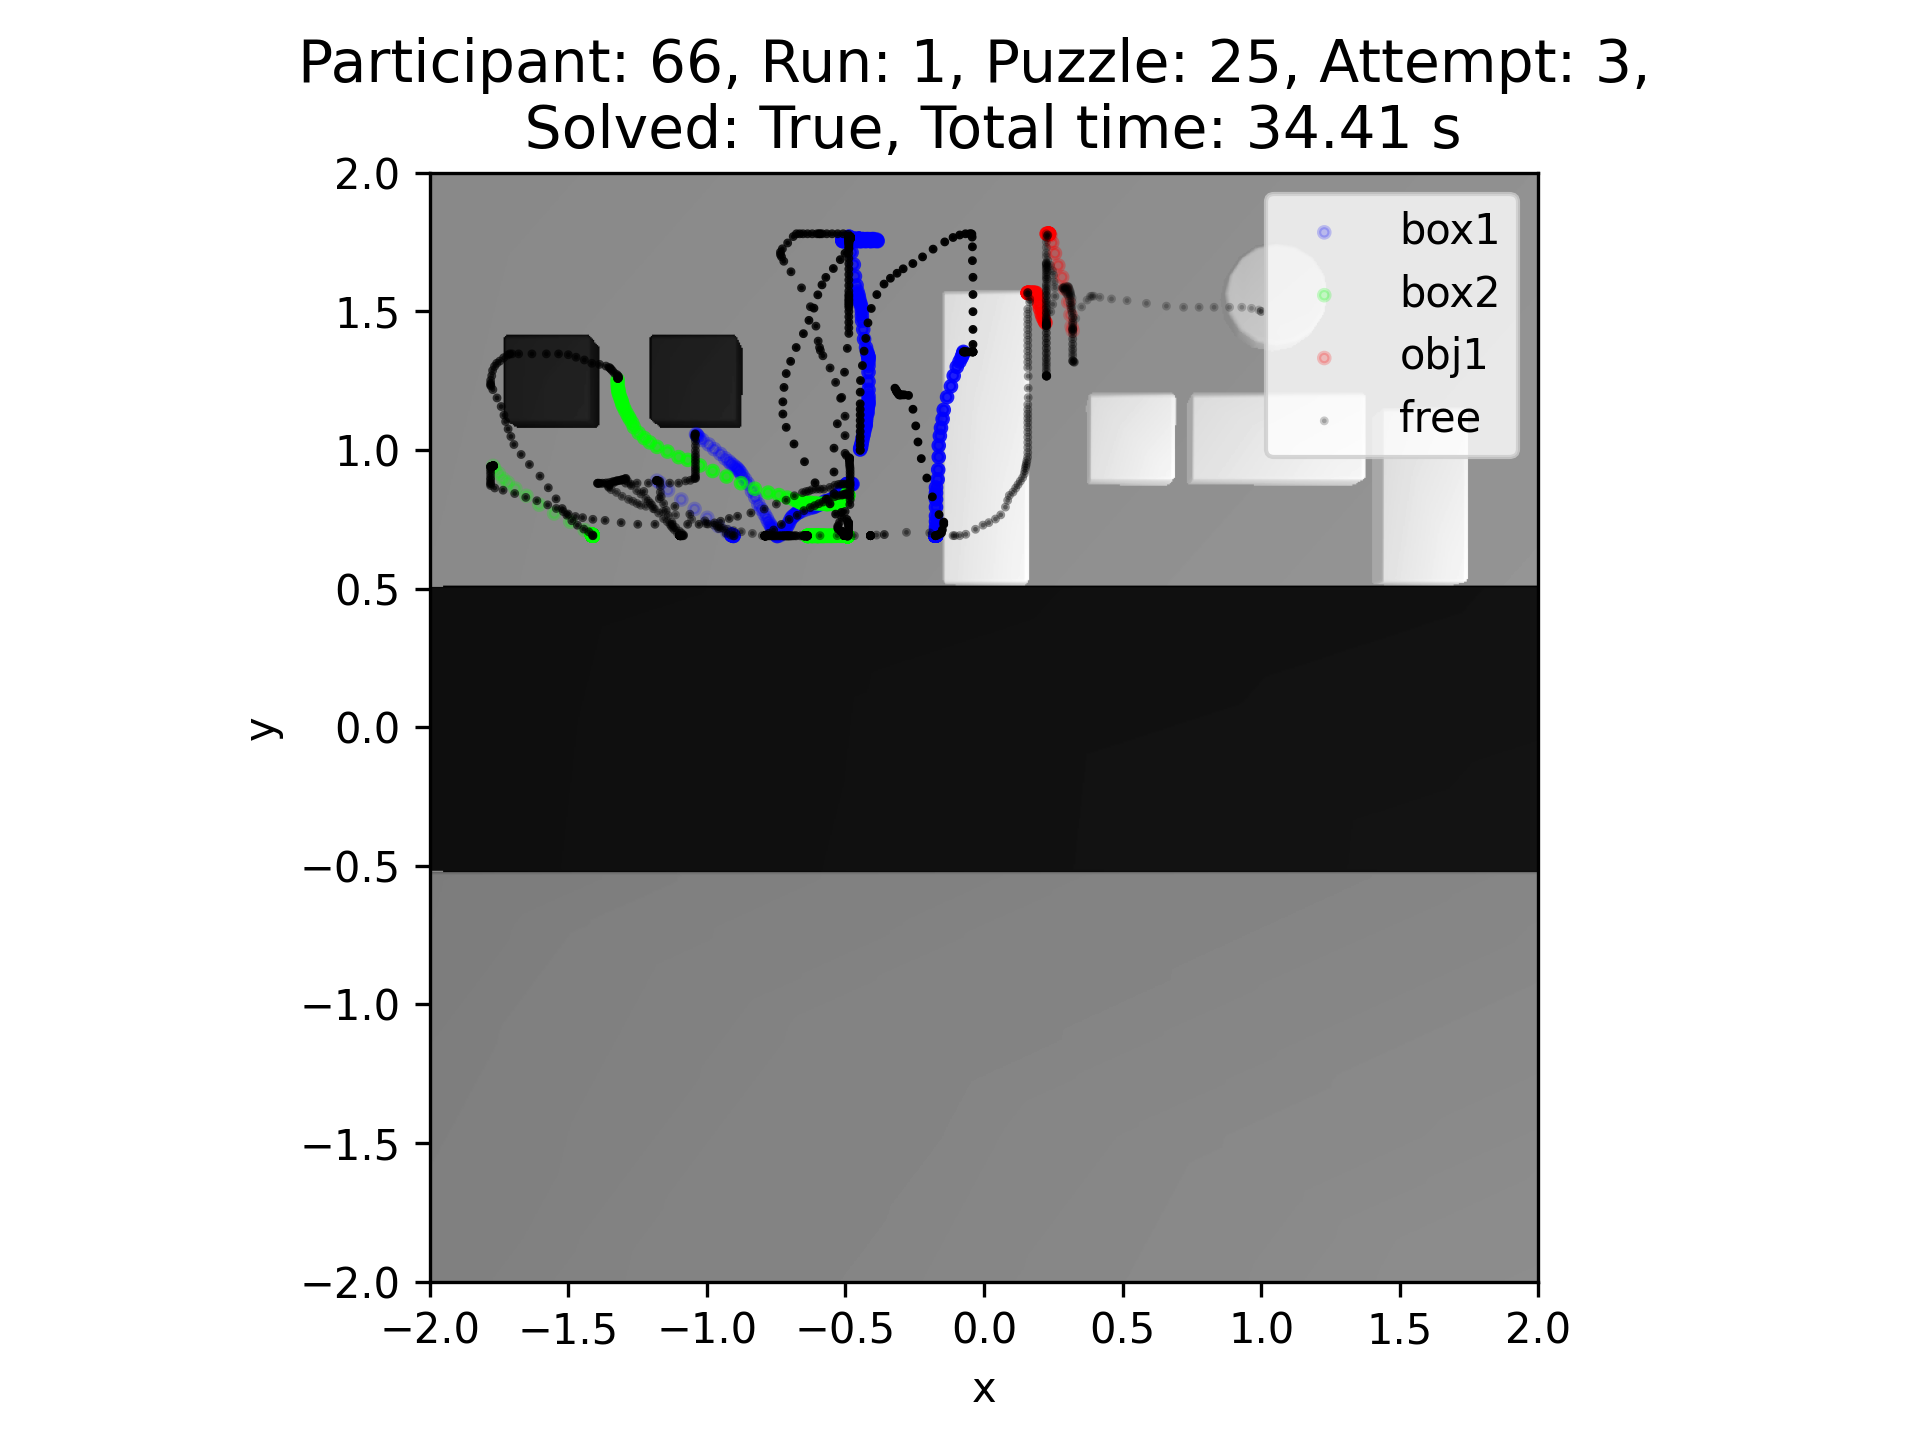 Participant: 66, Run: 1, Puzzle: 25, Attempt: 3,
Solved: True, Total time: 34.41 s
box1
box2
obj1
free
2.0
1.5
1.0
0.5
0.0
−0.5
−1.0
−1.5
−2.0
y
−2.0 −1.5 −1.0 −0.5 0.0 0.5 1.0 1.5 2.0
x